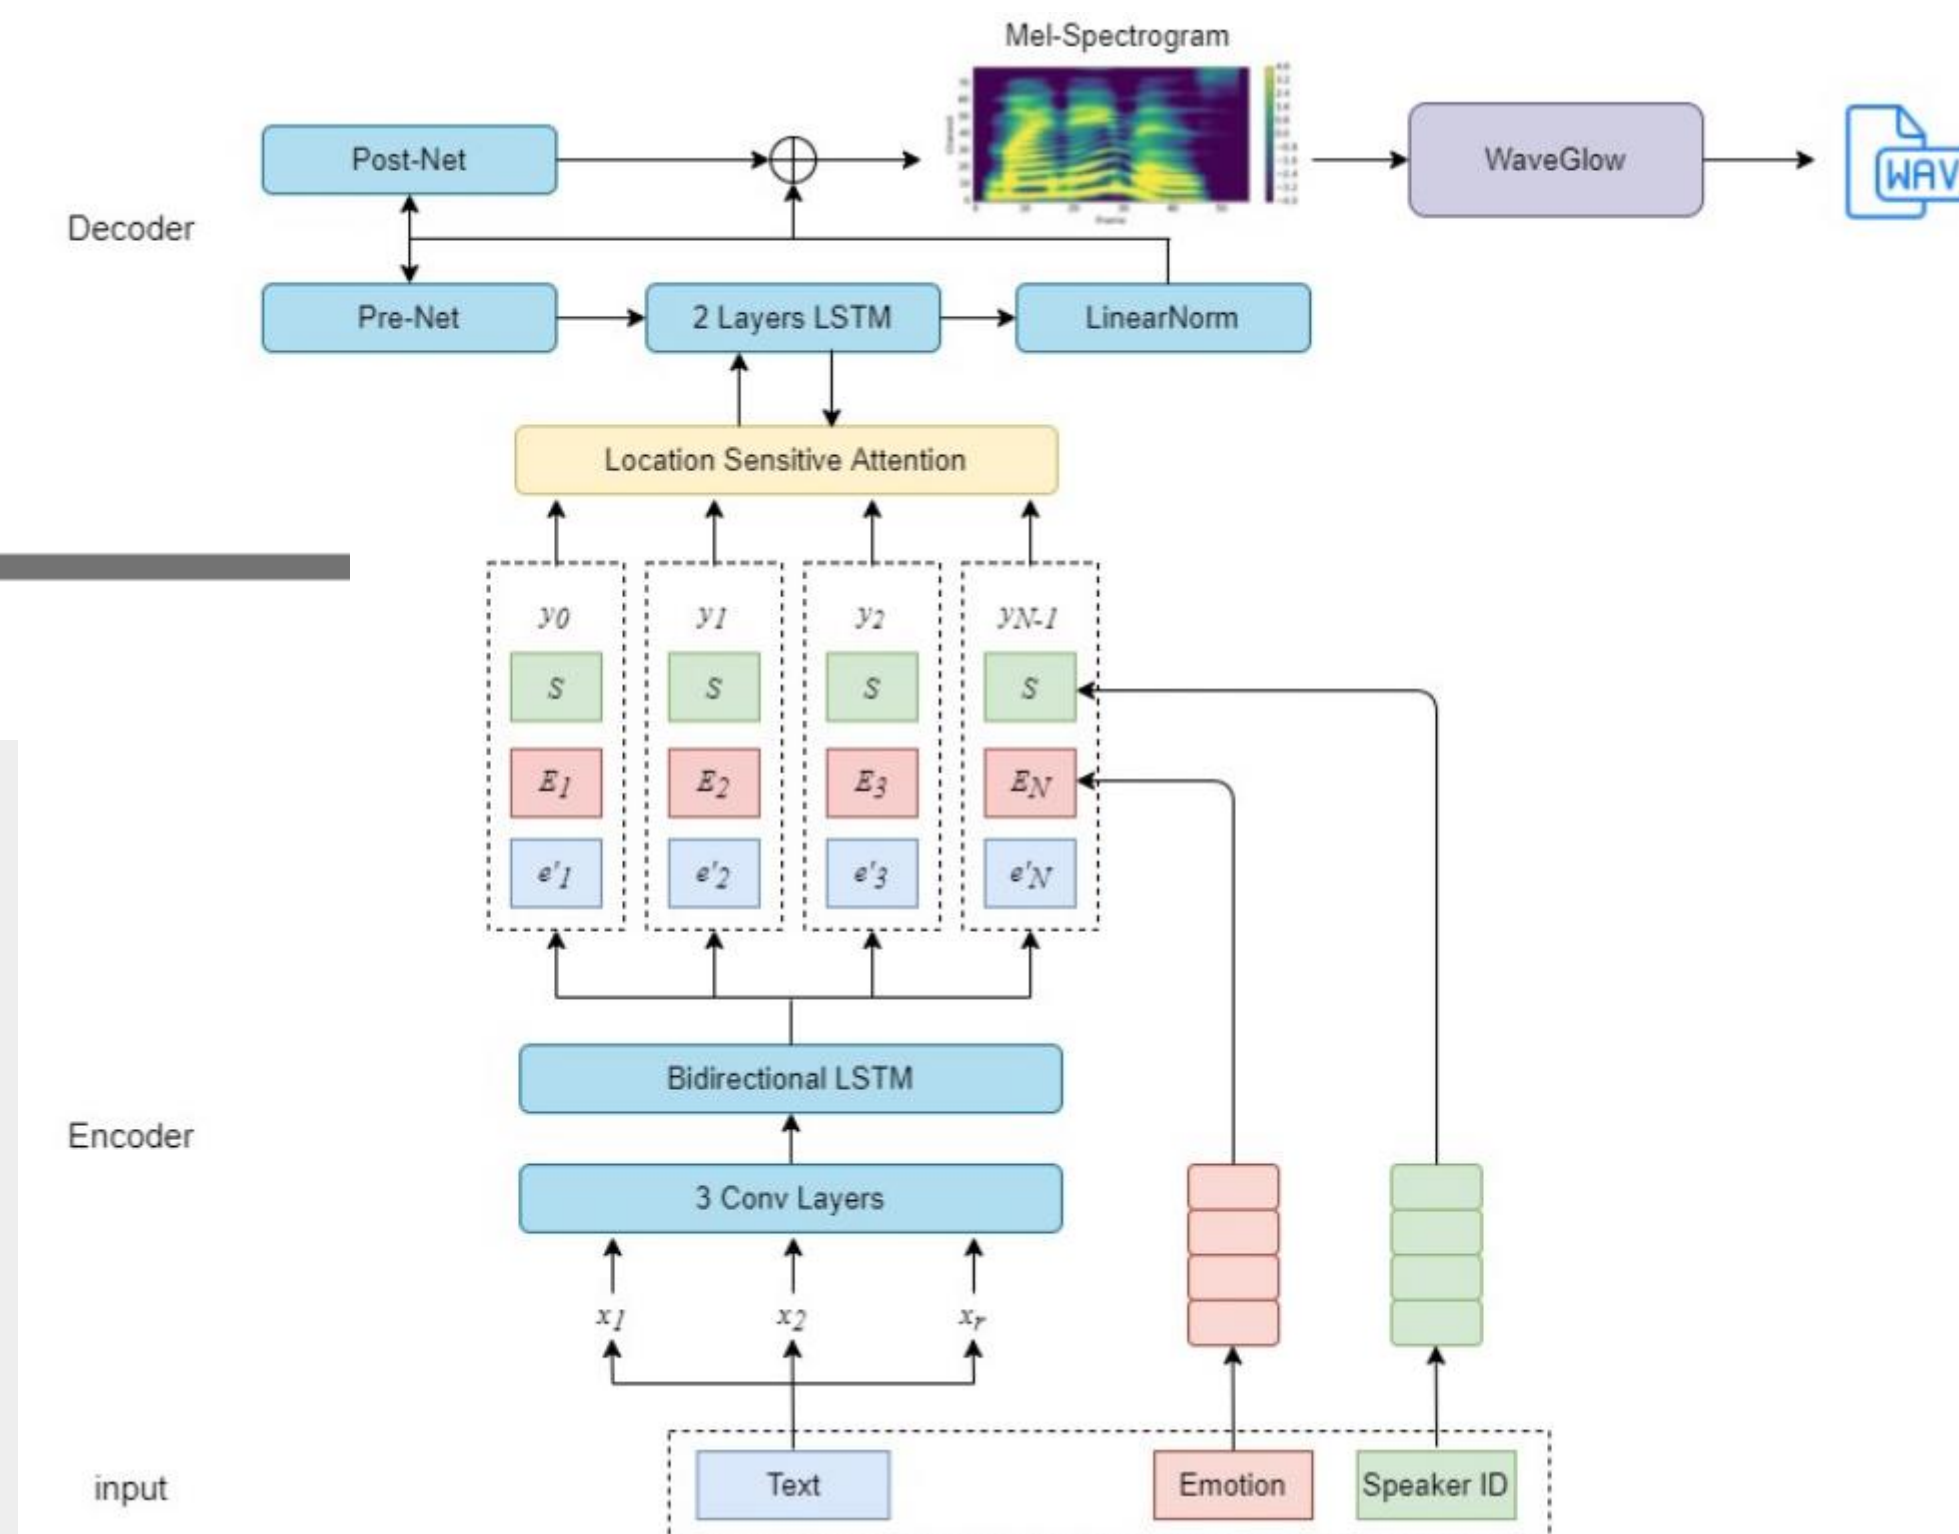 Mel-Spectrogram
Post-Net
WaveGlow
WAV
Decoder
Pre-Net
2 Layers LSTM
LinearNorm
Location Sensitive Attention
y0 y1 y2 yN-1
S S S S
E1 E2 E3 EN
e'1 e'2 e'3 e'N
Bidirectional LSTM
Encoder
3 Conv Layers
x1 x2 xr
input
Text
Emotion
Speaker ID